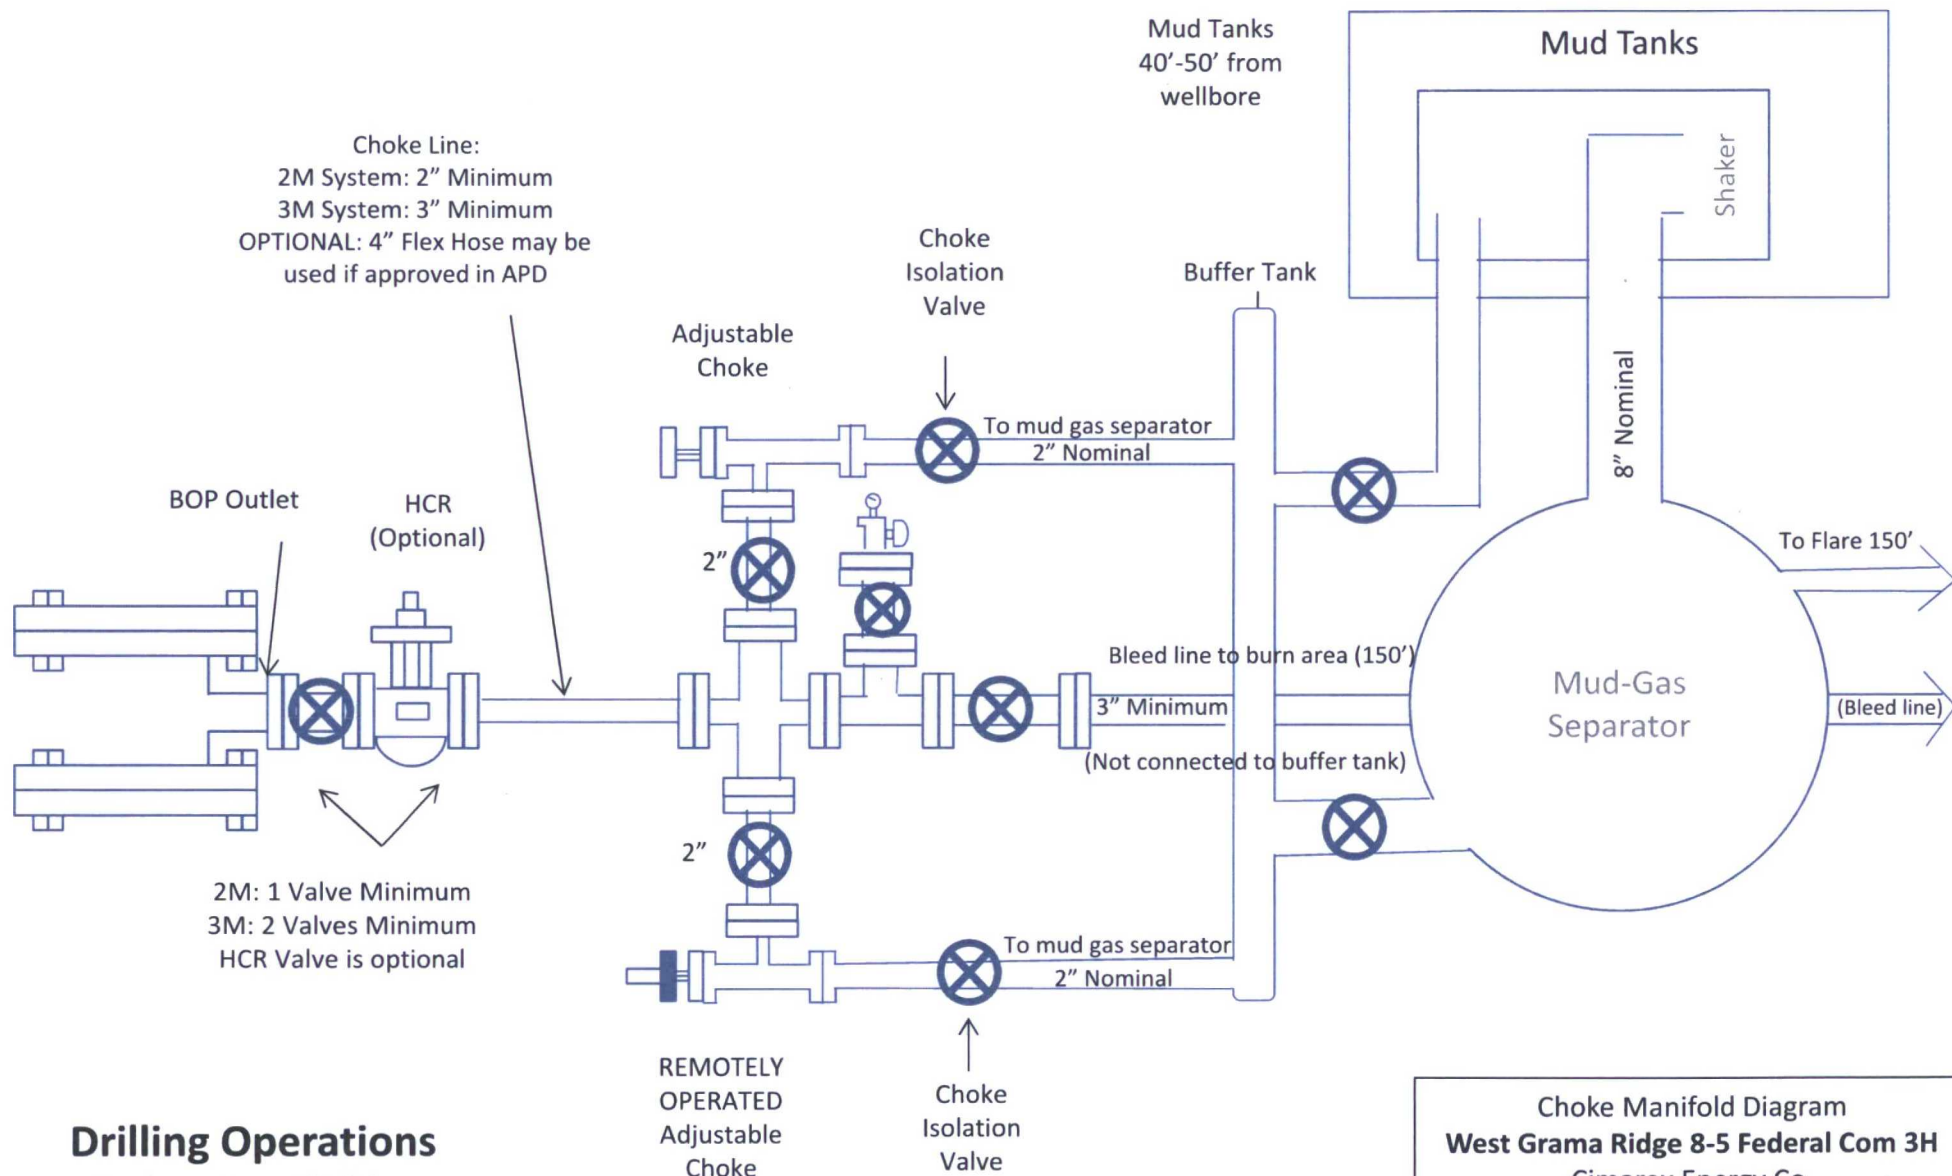 Mud Tanks
40’-50’ from
wellbore
Mud Tanks
Shaker
Choke Line:
2M System: 2” Minimum
3M System: 3” Minimum
OPTIONAL: 4” Flex Hose may be
used if approved in APD
Choke
Isolation
Valve
Buffer Tank
Adjustable
Choke
8” Nominal
To mud gas separator
2” Nominal
BOP Outlet
HCR
(Optional)
2”
To Flare 150’
Bleed line to burn area (150’)
3” Minimum
(Not connected to buffer tank)
Mud-Gas
Separator
(Bleed line)
2”
2M: 1 Valve Minimum
3M: 2 Valves Minimum
HCR Valve is optional
To mud gas separator
2” Nominal
REMOTELY
OPERATED
Adjustable
Choke
Choke
Isolation
Valve
Drilling Operations
Choke Manifold Diagram
West Grama Ridge 8-5 Federal Com 3H
Cimarex Energy Co